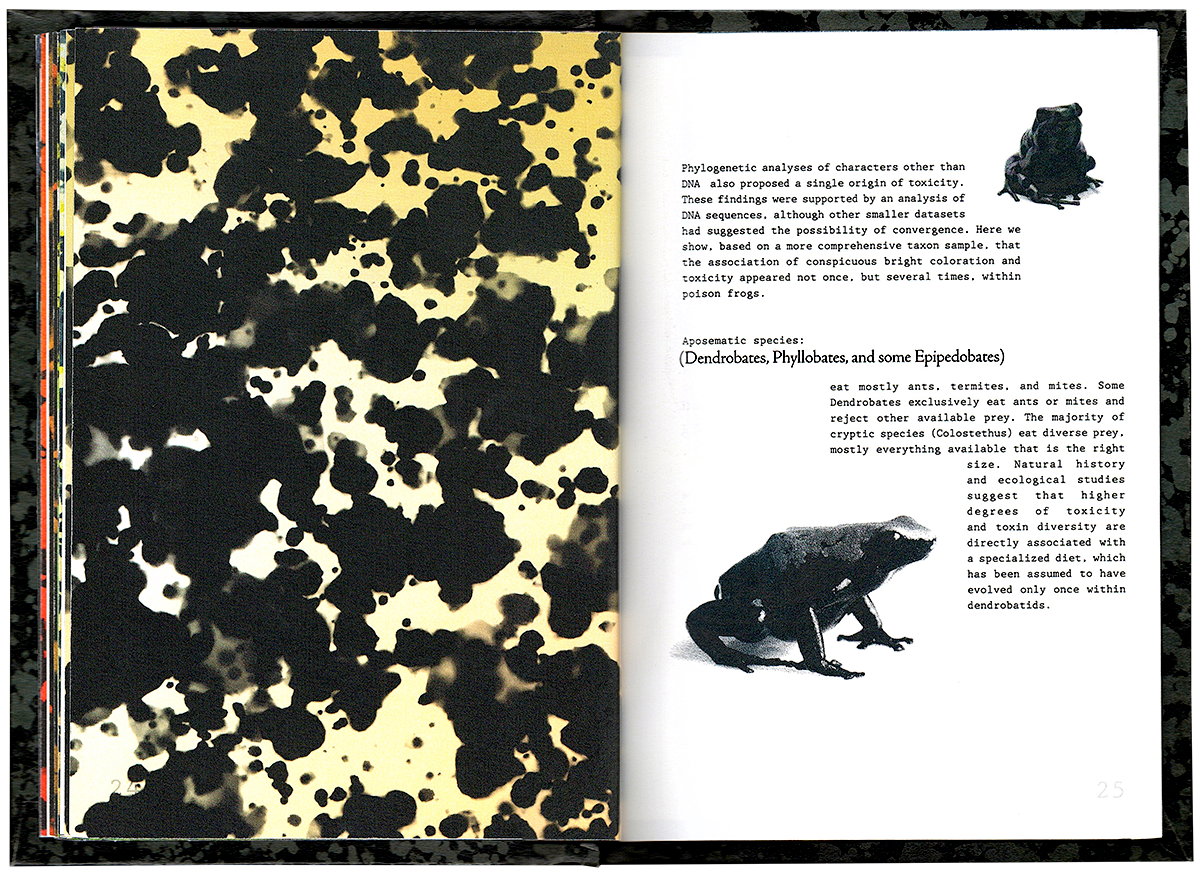 Phylogenetic analyses of characters other than
DNA also proposed a single origin of toxicity.
These findings were supported by an analysis of
DNA sequences, although other smaller datasets
had suggested the possibility of convergence. Here we
show, based on a more comprehensive taxon sample, that
the association of conspicuous bright coloration and
toxicity appeared not once, but several times, within
poison frogs.
Aposematic species:
(Dendrobates, Phyllobates, and some Epipedobates)
eat mostly ants, termites, and mites. Some
Dendrobates exclusively eat ants or mites and
reject other available prey. The majority of
cryptic species (Colostethus) eat diverse prey,
mostly everything available that is the right
size. Natural history
and ecological studies
suggest that higher
degrees of toxicity
and toxin diversity are
directly associated with
a specialized diet, which
has been assumed to have
evolved only once within
dendrobatids.
24
25